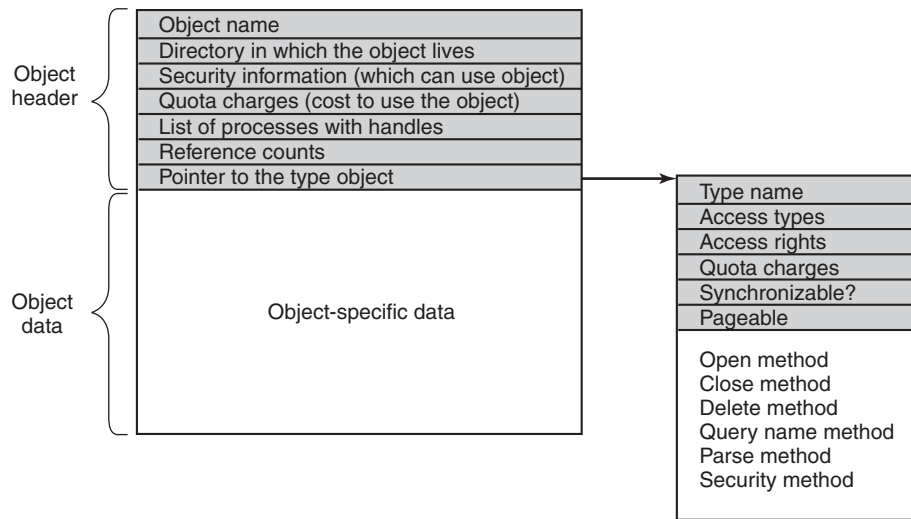 Object
header
Object name
Directory in which the object lives
Security information (which can use object)
Quota charges (cost to use the object)
List of processes with handles
Reference counts
Pointer to the type object
Object
data
Object-specific data
Type name
Access types
Access rights
Quota charges
Synchronizable?
Pageable
Open method
Close method
Delete method
Query name method
Parse method
Security method